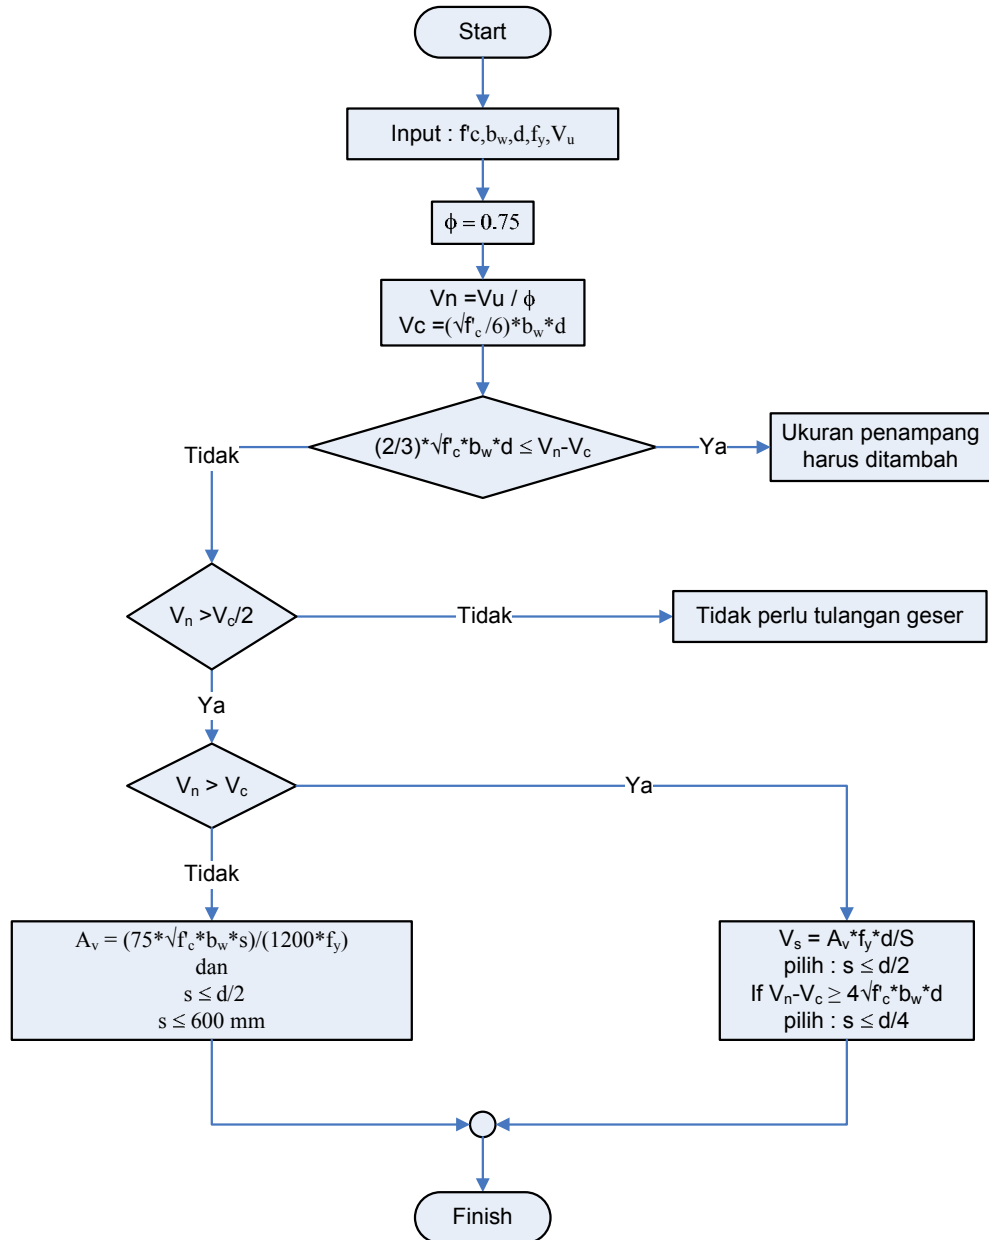 Start
Input : f'c,bw,d,fy,Vu
ϕ = 0.75
Vn =Vu / ϕ
Vc =(√f'c /6)*bw*d
(2/3)*√f'c*bw*d ≤ Vn-Vc
Tidak
Ya
Ukuran penampang
harus ditambah
Vn >Vc/2
Tidak
Tidak perlu tulangan geser
Ya
Vn > Vc
Ya
Tidak
Av = (75*√f'c*bw*s)/(1200*fy)
dan
s ≤ d/2
s ≤ 600 mm
Vs = Av*fy*d/S
pilih : s ≤ d/2
If Vn-Vc ≥ 4√f'c*bw*d
pilih : s ≤ d/4
Finish